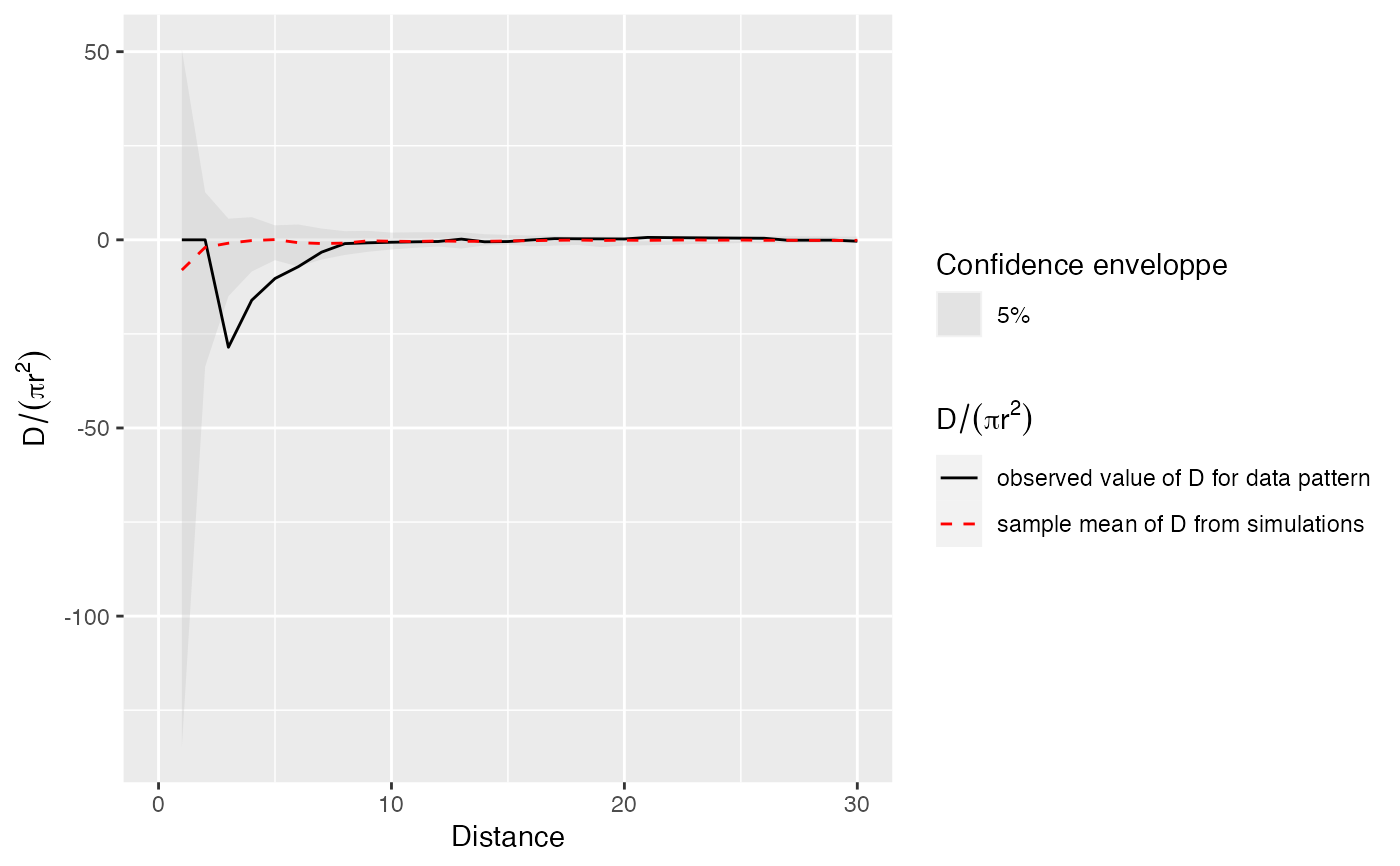 50
0
-50
-100
D/(πr²)
0
10
20
30
Distance
Confidence enveloppe
5%
D/(πr²)
observed value of D for data pattern
sample mean of D from simulations